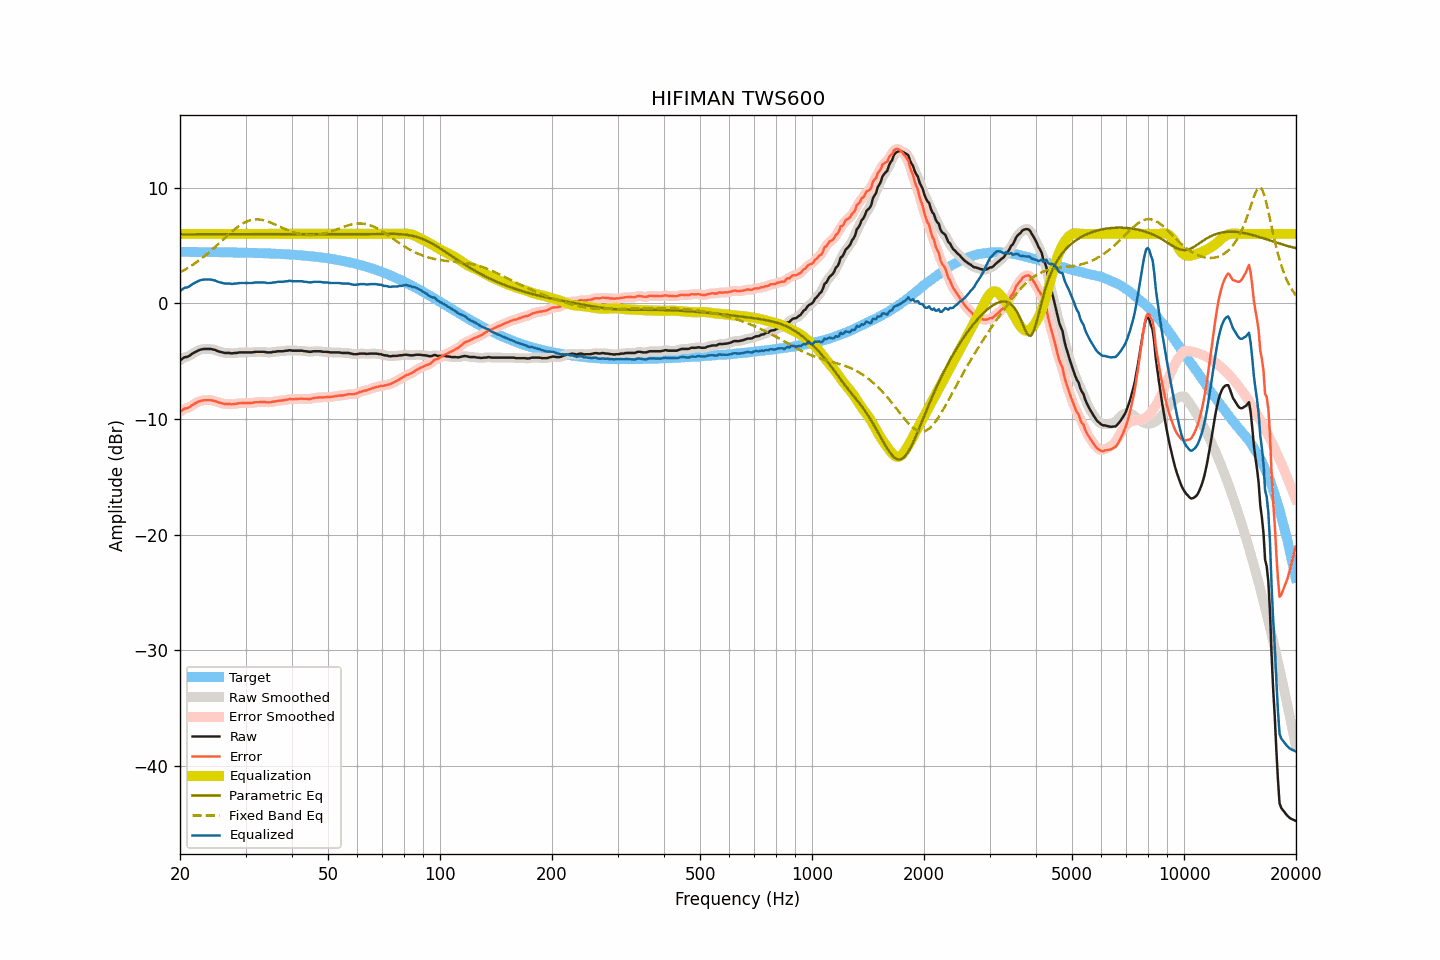 HIFIMAN TWS600
Amplitude (dBr)
10
0
−10
−20
−30
−40
Target
Raw Smoothed
Error Smoothed
Raw
Error
Equalization
Parametric Eq
Fixed Band Eq
Equalized
20 50 100 200 500 1000 2000 5000 10000 20000
Frequency (Hz)